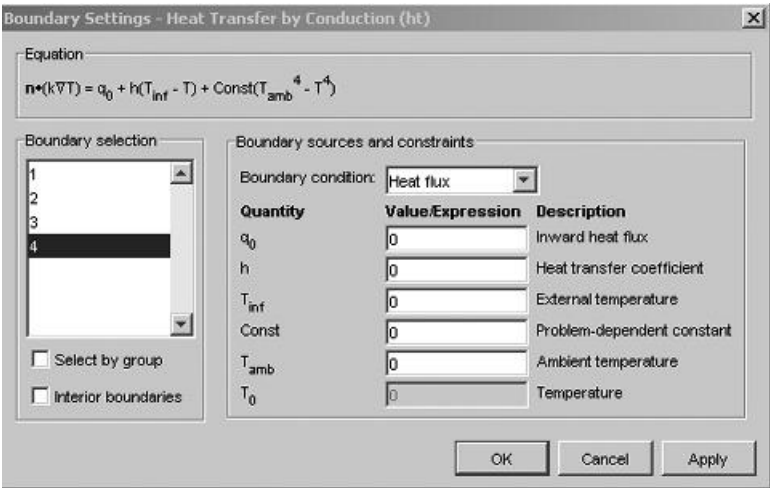 Boundary Settings - Heat Transfer by Conduction (ht)
Equation
n•(k∇T) = q0 + h(Tinf - T) + Const(Tamb^4 - T^4)
Boundary selection
1
2
3
4
Select by group
Interior boundaries
Boundary sources and constraints
Boundary condition: Heat flux
Quantity Value/Expression Description
q0 0 Inward heat flux
h 0 Heat transfer coefficient
Tinf 0 External temperature
Const 0 Problem-dependent constant
Tamb 0 Ambient temperature
T0 0 Temperature
OK Cancel Apply